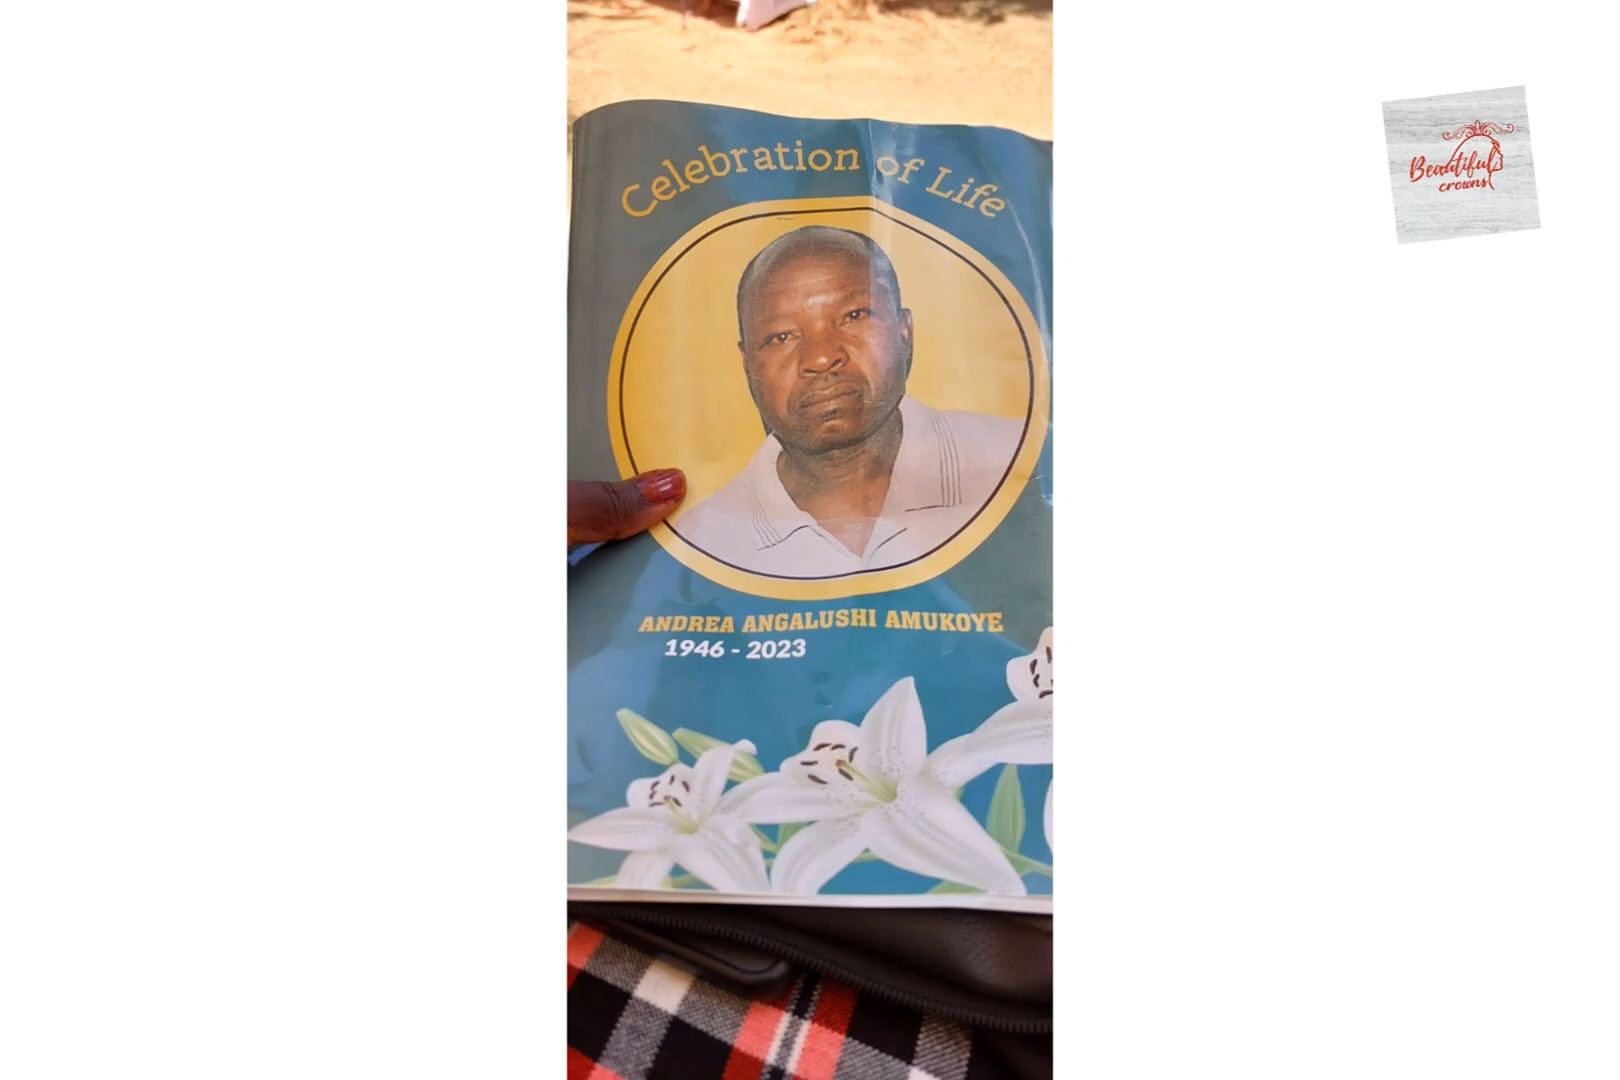 Celebration of Life
ANDREA ANGALUSHI AMUKOYE
1946 - 2023
Beautiful
crowns